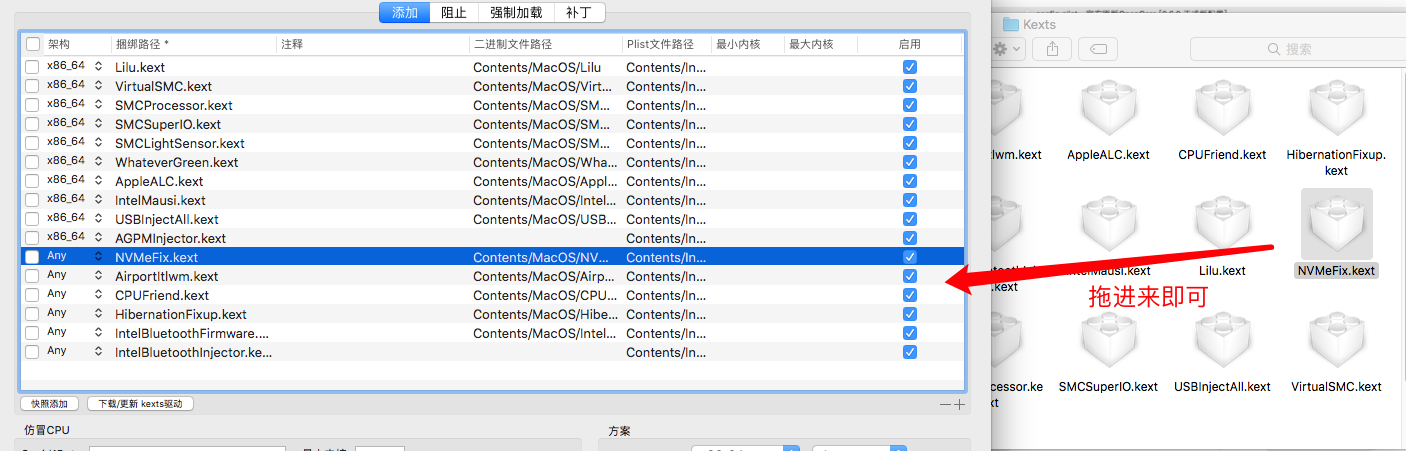 添加 阻止 强制加载 补丁
架构 捆绑路径 * 注释 二进制文件路径 Plist文件路径 最小内核 最大内核 启用
x86_64 Lilu.kext Contents/MacOS/Lilu Contents/In...
x86_64 VirtualSMC.kext Contents/MacOS/Virt... Contents/In...
x86_64 SMCProcessor.kext Contents/MacOS/SM... Contents/In...
x86_64 SMCSuperIO.kext Contents/MacOS/SM... Contents/In...
x86_64 SMCLightSensor.kext Contents/MacOS/SM... Contents/In...
x86_64 WhateverGreen.kext Contents/MacOS/Wha... Contents/In...
x86_64 AppleALC.kext Contents/MacOS/Appl... Contents/In...
x86_64 IntelMausi.kext Contents/MacOS/Intel... Contents/In...
x86_64 USBInjectAll.kext Contents/MacOS/USB... Contents/In...
x86_64 AGPMInjector.kext Contents/In...
Any NVMeFix.kext Contents/MacOS/NV... Contents/In...
Any AirportItlwm.kext Contents/MacOS/Airp... Contents/In...
Any CPUFriend.kext Contents/MacOS/CPU... Contents/In...
Any HibernationFixup.kext Contents/MacOS/Hibe... Contents/In...
Any IntelBluetoothFirmware.... Contents/MacOS/Intel... Contents/In...
Any IntelBluetoothInjector.ke... Contents/In...
快照添加 下载/更新 kexts驱动
仿冒CPU 方案
Kexts
搜索
tlwm.kext AppleALC.kext CPUFriend.kext HibernationFixup.
kext
Mausi.kext Lilu.kext NVMeFix.kext
.kext
拖进来即可
cessor.ke SMCSuperIO.kext USBInjectAll.kext VirtualSMC.kext
xt